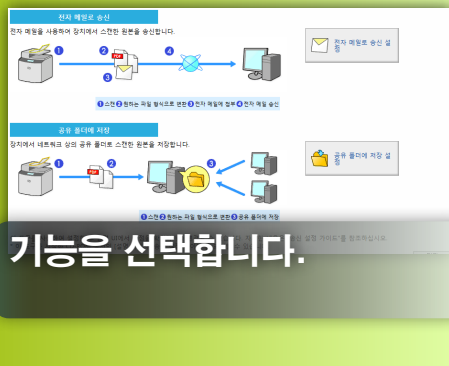 전자 메일로 송신
전자 메일을 사용하여 장치에서 스캔한 원본을 송신합니다.
1 2 PDF 3 4
전자 메일로 송신 설
정
1 스캔 2 원하는 파일 형식으로 변환 3 전자 메일에 첨부 4 전자 메일 송신
공유 폴더에 저장
장치에서 네트워크 상의 공유 폴더로 스캔한 원본을 저장합니다.
1 PDF 2 3
공유 폴더에 저장 설
정
1 스캔 2 원하는 파일 형식으로 변환 3 공유 폴더에 저장
기능을 선택합니다.